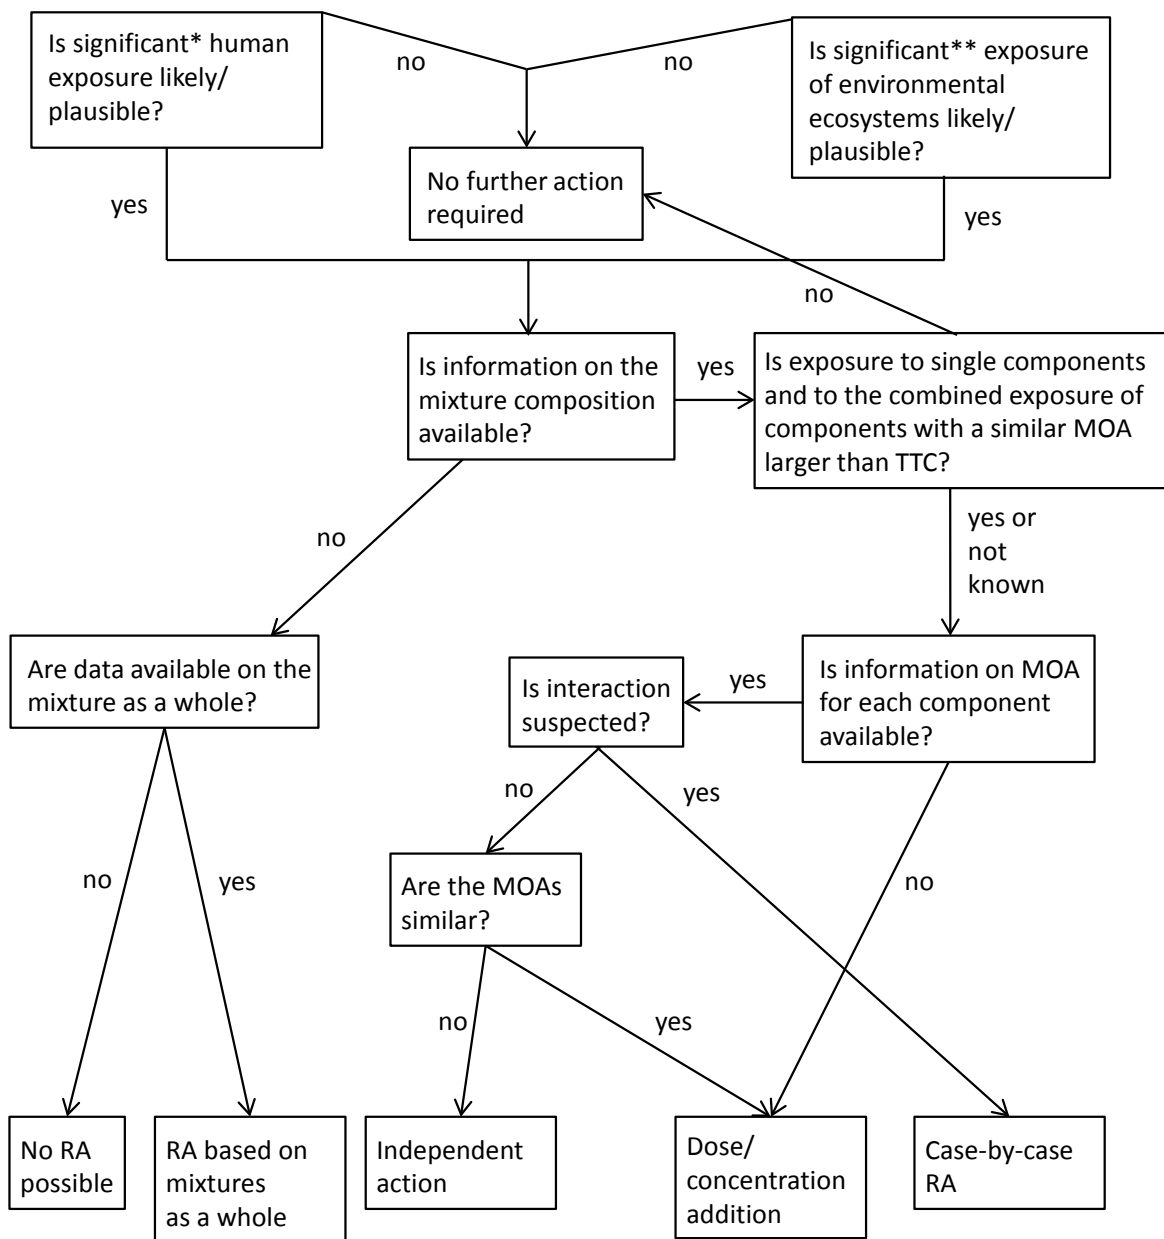 Is significant* human
exposure likely/
plausible?
no
no
Is significant** exposure
of environmental
ecosystems likely/
plausible?
No further action
required
yes
yes
no
Is information on the
mixture composition
available?
yes
Is exposure to single components
and to the combined exposure of
components with a similar MOA
larger than TTC?
no
yes or
not
known
Are data available on the
mixture as a whole?
Is interaction
suspected?
yes
Is information on MOA
for each component
available?
no
yes
no
yes
Are the MOAs
similar?
no
no
yes
No RA
possible
RA based on
mixtures
as a whole
Independent
action
Dose/
concentration
addition
Case-by-case
RA